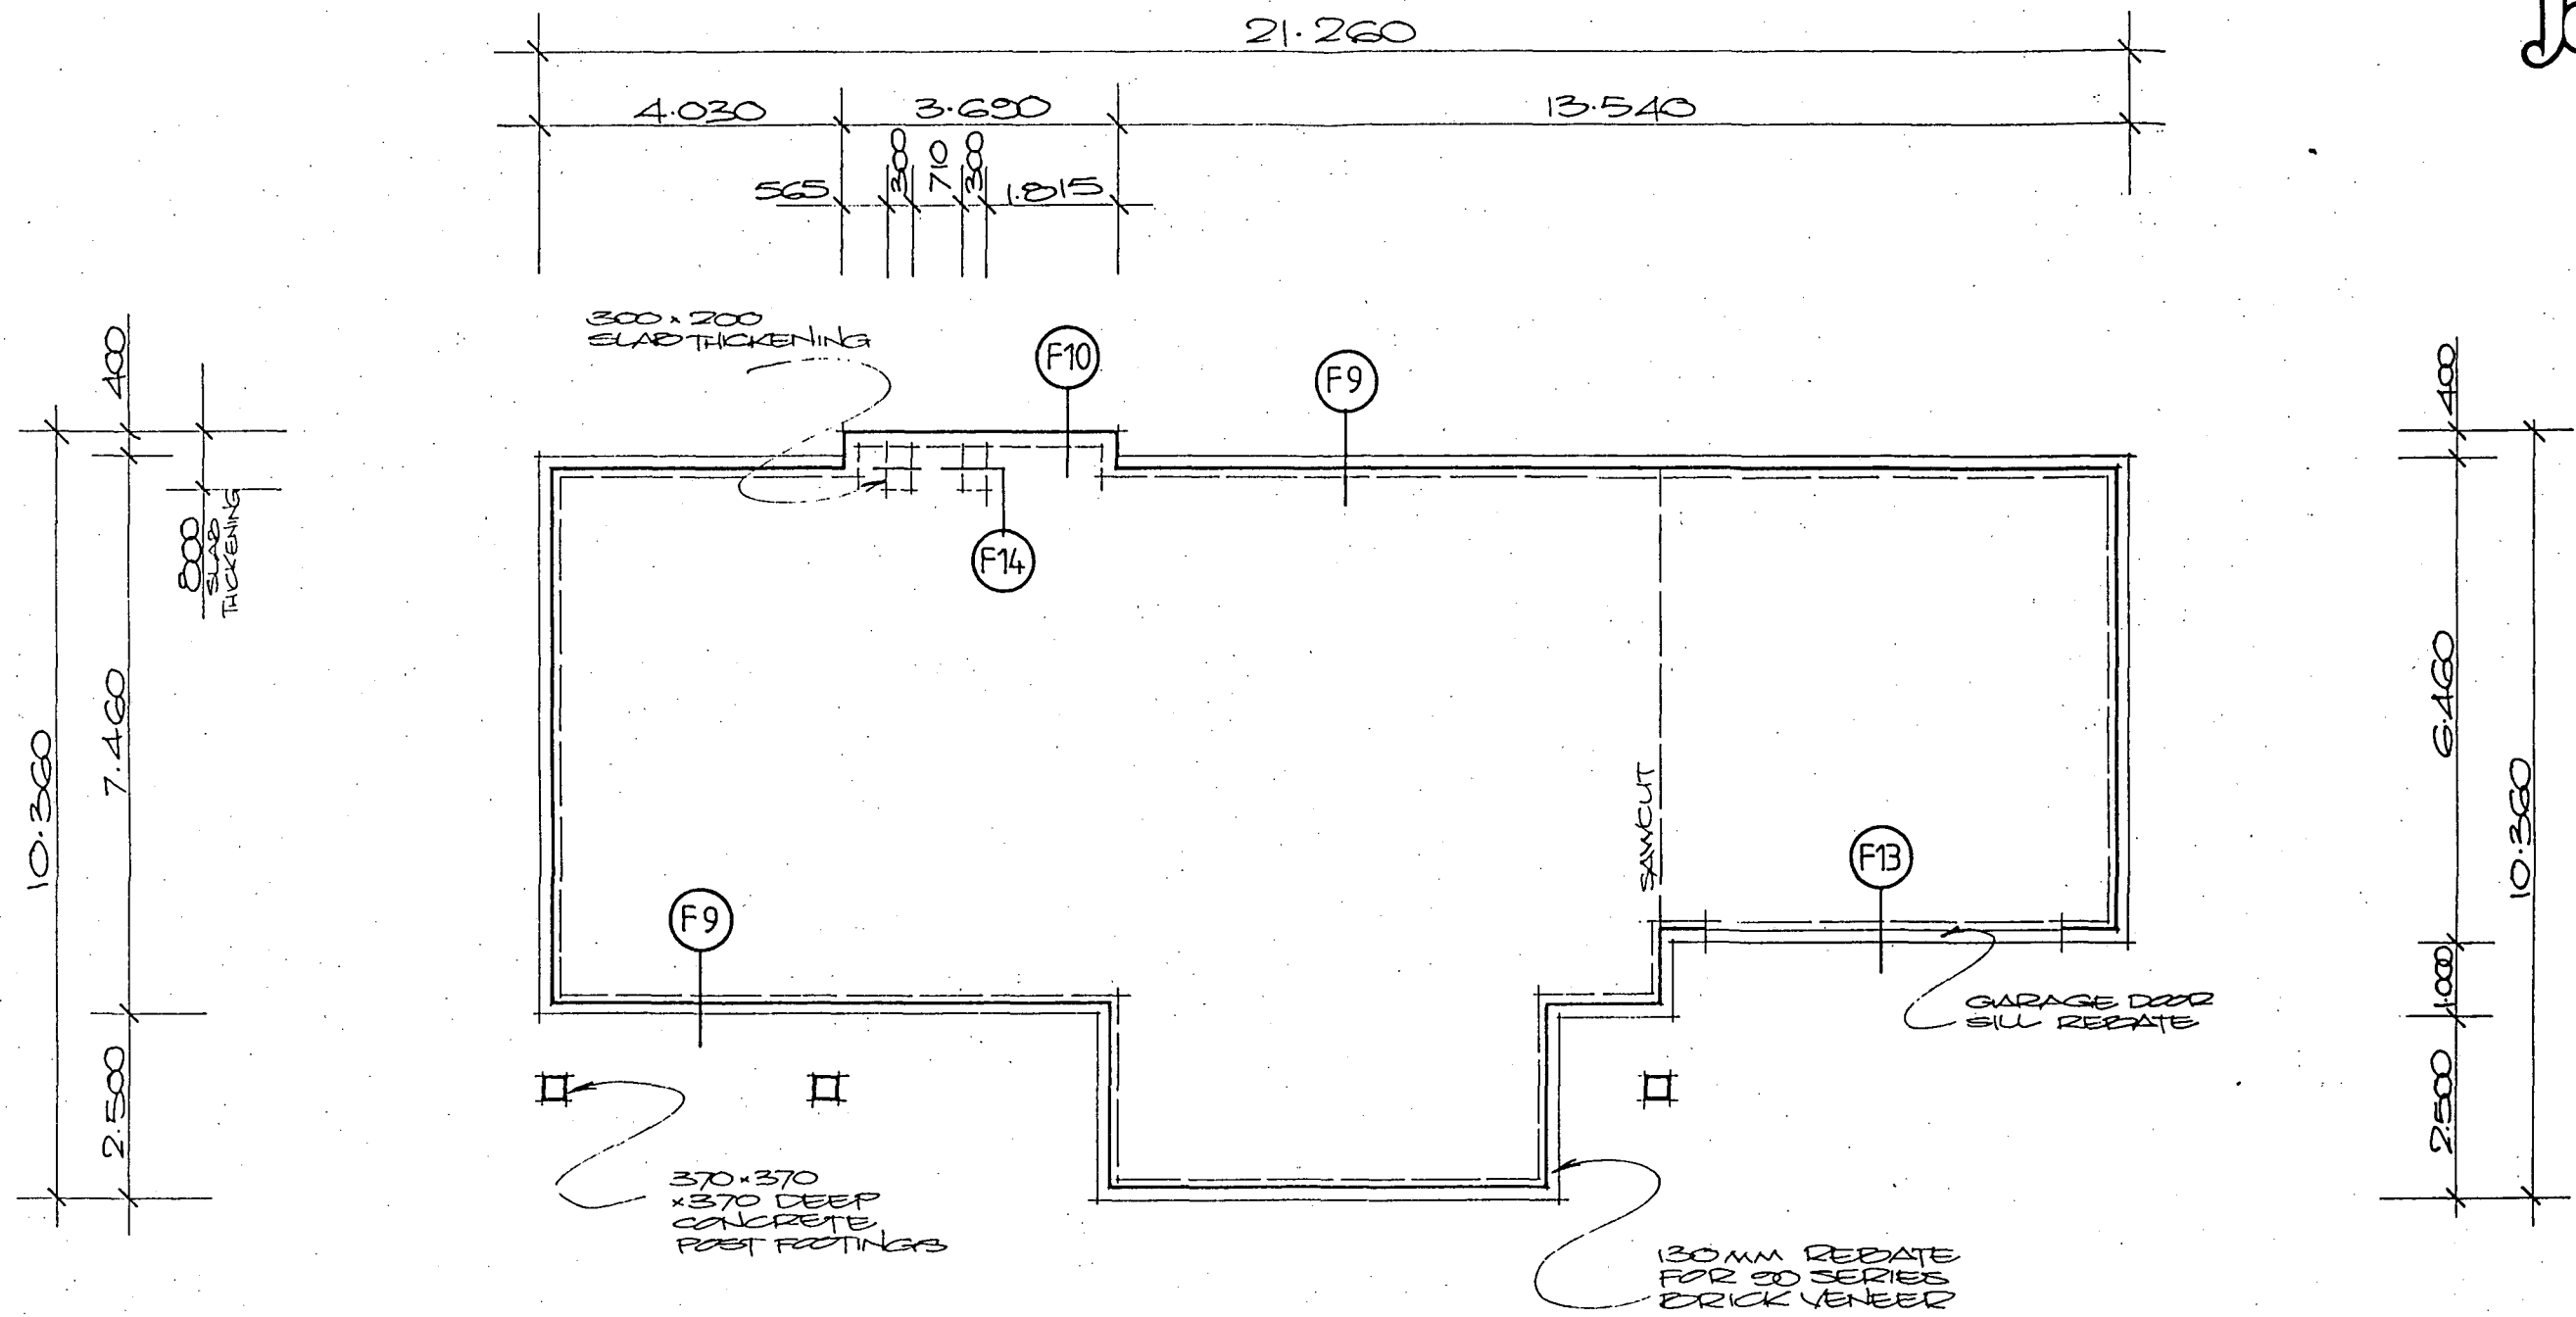 21.260
4.030
3.690
13.540
565
300
710
300
1.815
300 x 200
SLAB THICKENING
F10
F9
400
400
800
SLAB
THICKENING
F14
7.460
10.360
6.460
10.360
SAWCUT
F13
F9
1.000
GARAGE DOOR
SILL REBATE
2.500
2.500
370 x 370
x 370 DEEP
CONCRETE
POST FOOTINGS
130 MM REBATE
FOR 90 SERIES
BRICK VENEER